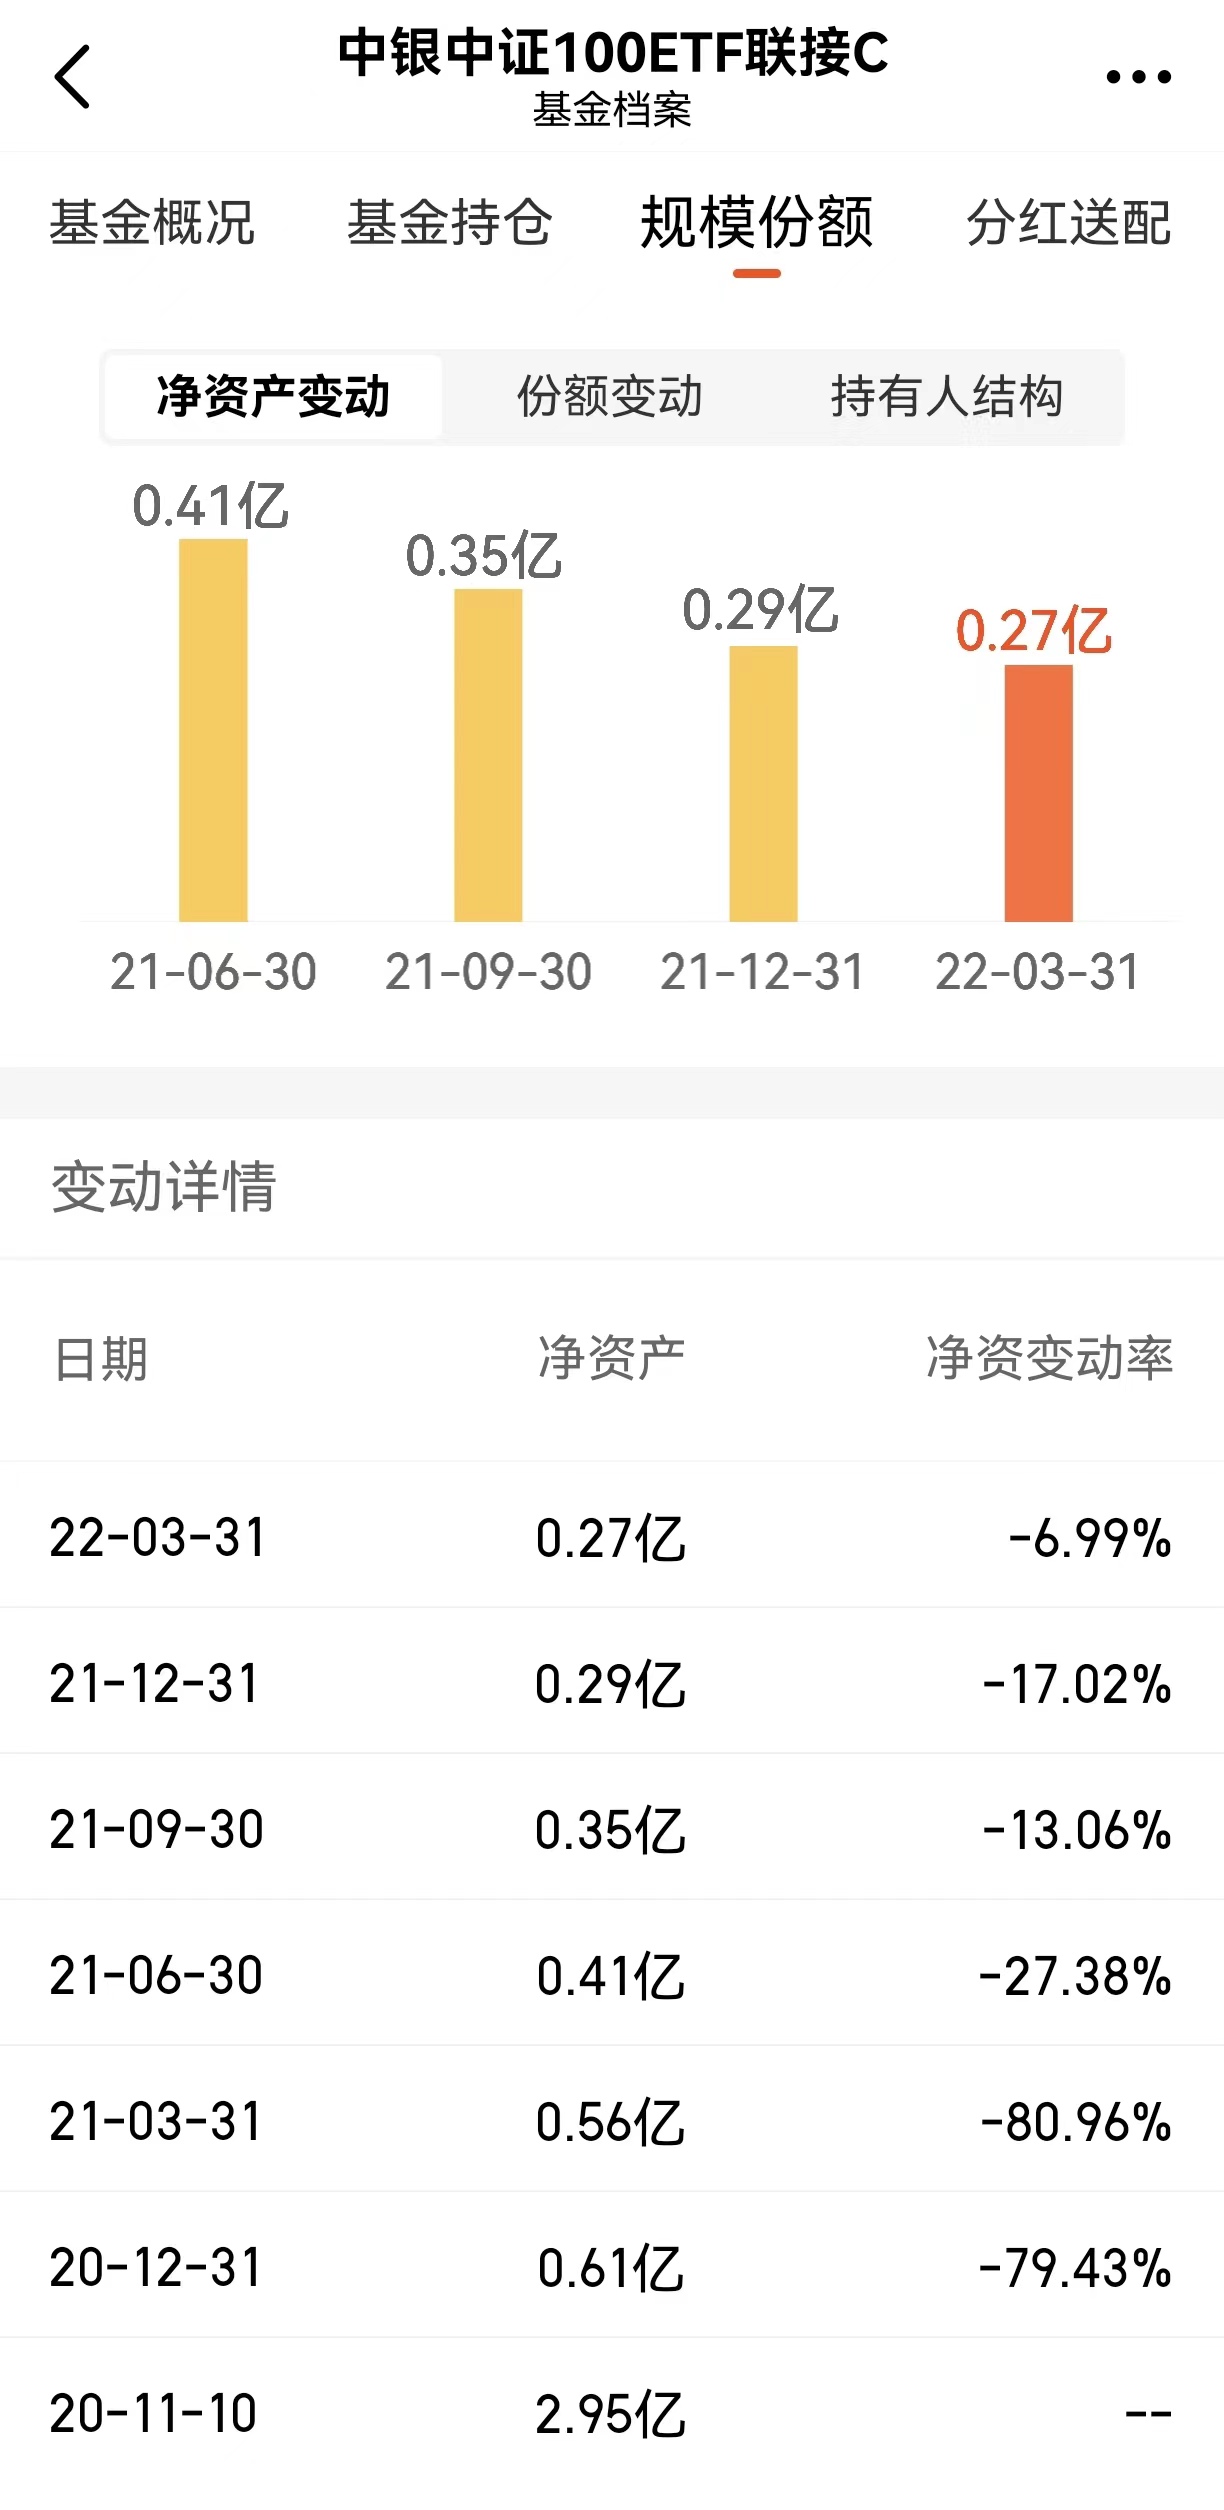 中银中证100ETF联接C
基金档案
基金概况 基金持仓 规模份额 分红送配
净资产变动 份额变动 持有人结构
0.41亿 0.35亿 0.29亿 0.27亿
21-06-30 21-09-30 21-12-31 22-03-31
变动详情
日期 净资产 净资变动率
22-03-31 0.27亿 -6.99%
21-12-31 0.29亿 -17.02%
21-09-30 0.35亿 -13.06%
21-06-30 0.41亿 -27.38%
21-03-31 0.56亿 -80.96%
20-12-31 0.61亿 -79.43%
20-11-10 2.95亿 --